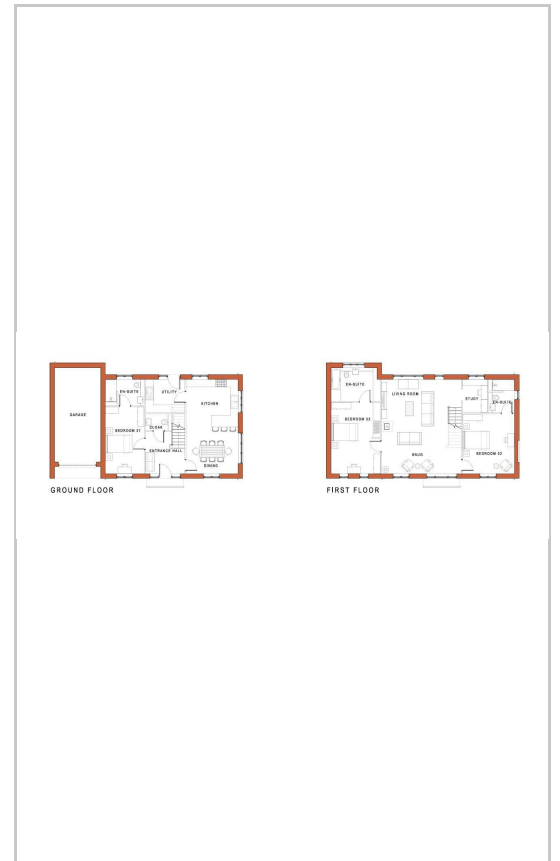 EN-SUITE
UTILITY
KITCHEN
GARAGE
CLOAK
BEDROOM 01
ENTRANCE HALL
DINING
GROUND FLOOR
EN-SUITE
LIVING ROOM
STUDY
EN-SUITE
BEDROOM 03
SNUG
BEDROOM 02
FIRST FLOOR